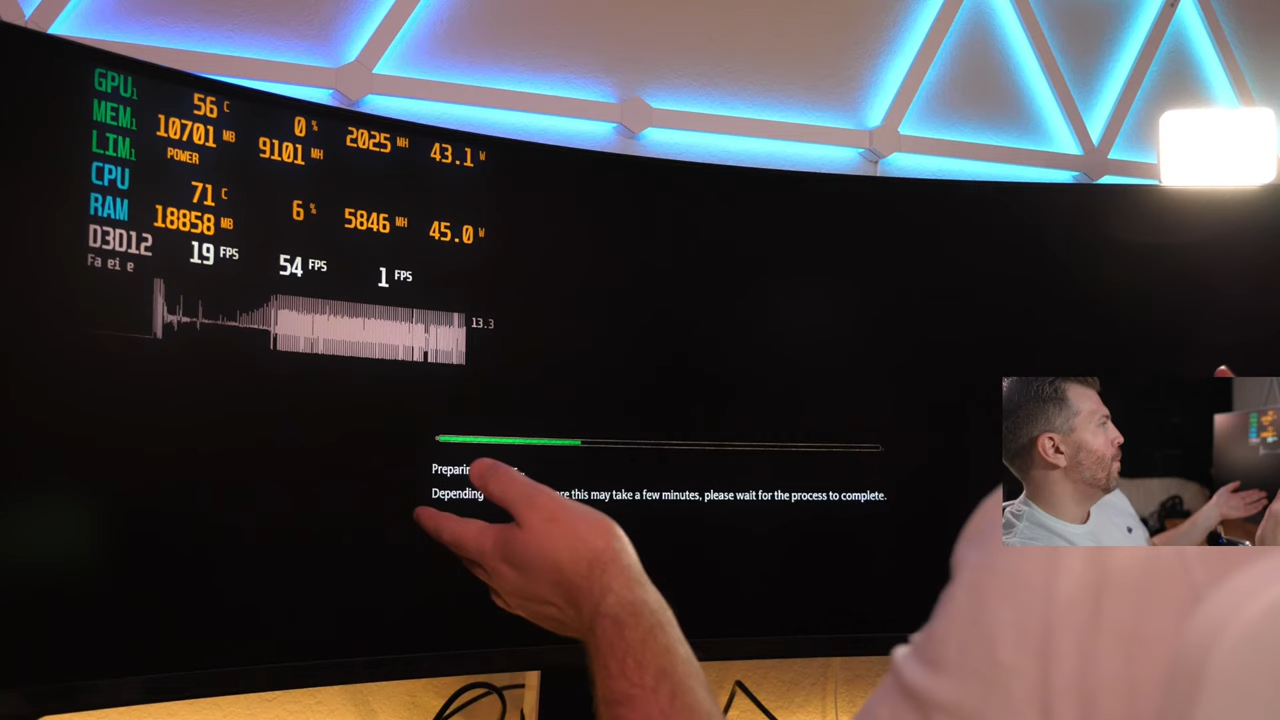 GPU1 56 C 0 % 2025 MH 43.1 W
MEM1 10701 MB 9101 MH
LIM1 POWER
CPU 71 C 6 % 5846 MH 45.0 W
RAM 18858 MB
D3D12 19 FPS 54 FPS 1 FPS
13.3
Depending this may take a few minutes, please wait for the process to complete.